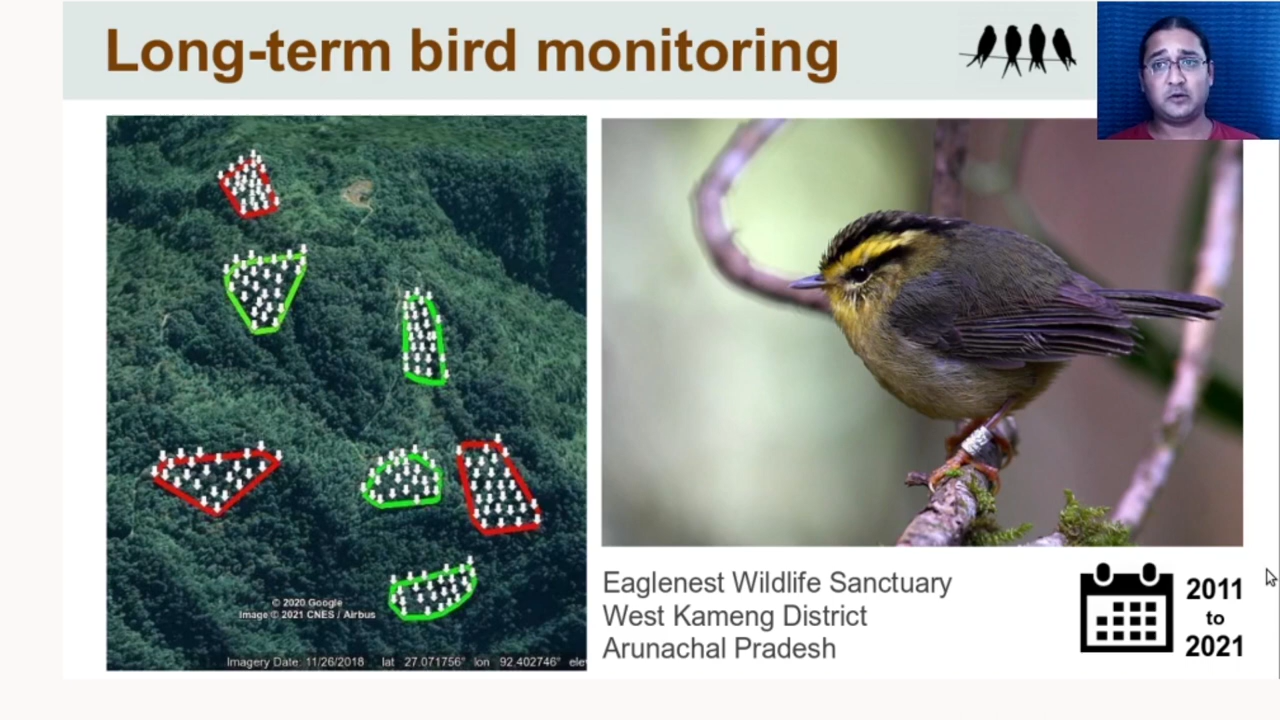 Long-term bird monitoring
© 2020 Google
Image © 2021 CNES / Airbus
Imagery Date: 11/26/2018 lat 27.071756° lon 92.402746° ele
Eaglenest Wildlife Sanctuary
West Kameng District
Arunachal Pradesh
2011
to
2021